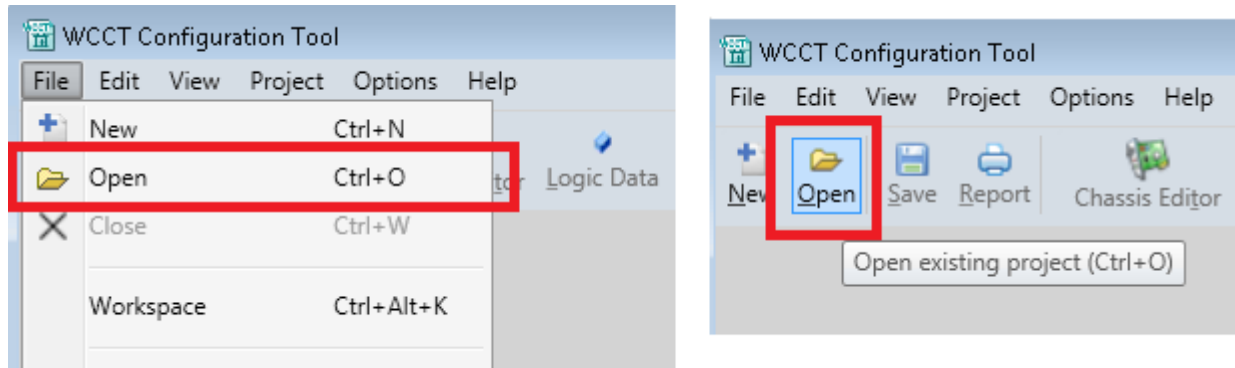 WCCT Configuration Tool
File Edit View Project Options Help
New Ctrl+N
Open Ctrl+O
Logic Data
Close Ctrl+W
Workspace Ctrl+Alt+K
WCCT Configuration Tool
File Edit View Project Options Help
New Open Save Report Chassis Editor
Open existing project (Ctrl+O)